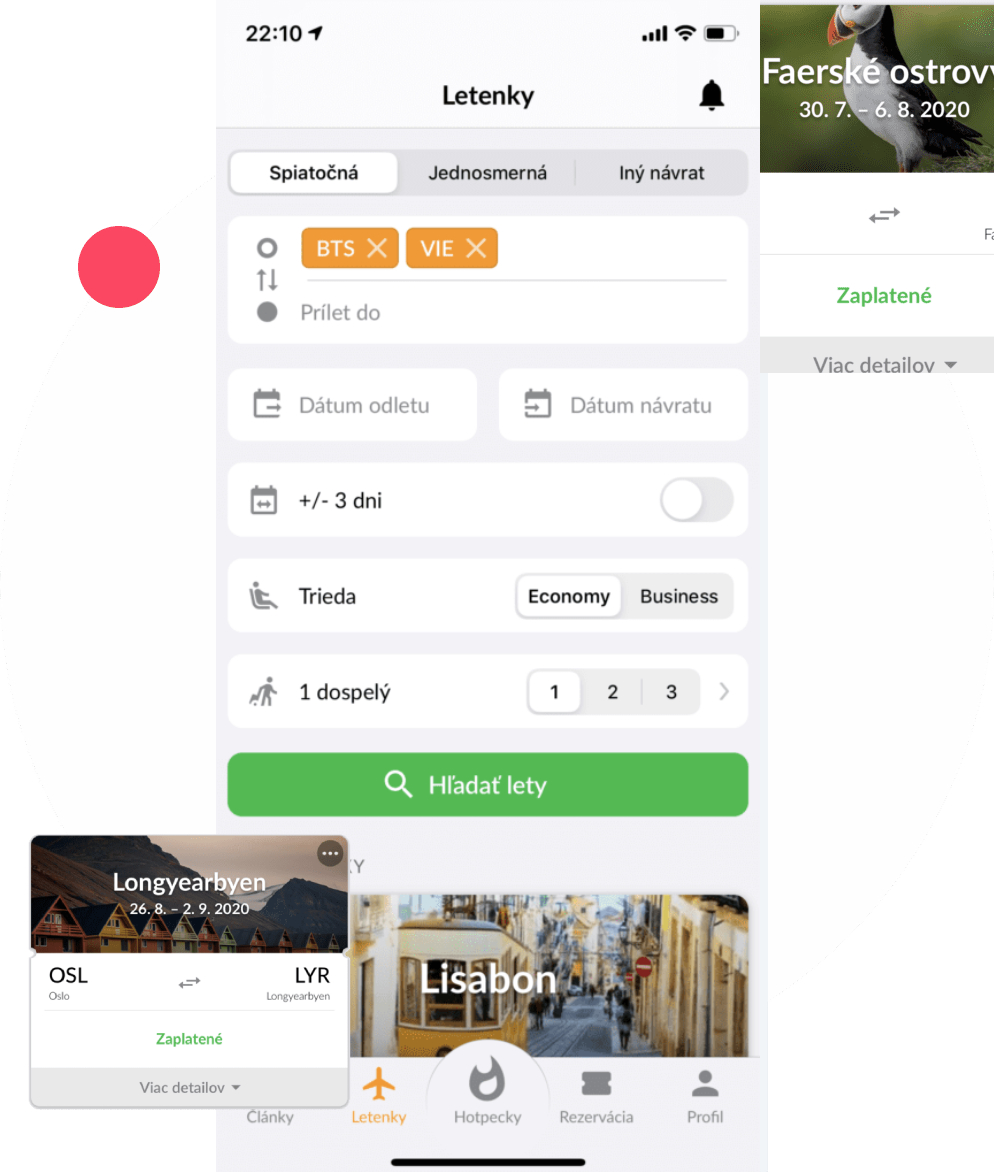 22:10
Letenky
Spiatočná Jednosmerná Iný návrat
BTS VIE
Prílet do
Dátum odletu Dátum návratu
+/- 3 dni
Trieda Economy Business
1 dospelý 1 2 3
Hľadať lety
Lisabon
Články Letenky Hotpecky Rezervácia Profil
Faerské ostrovy
30. 7. – 6. 8. 2020
Zaplatené
Viac detailov
Longyearbyen
26. 8. – 2. 9. 2020
OSL LYR
Oslo Longyearbyen
Zaplatené
Viac detailov